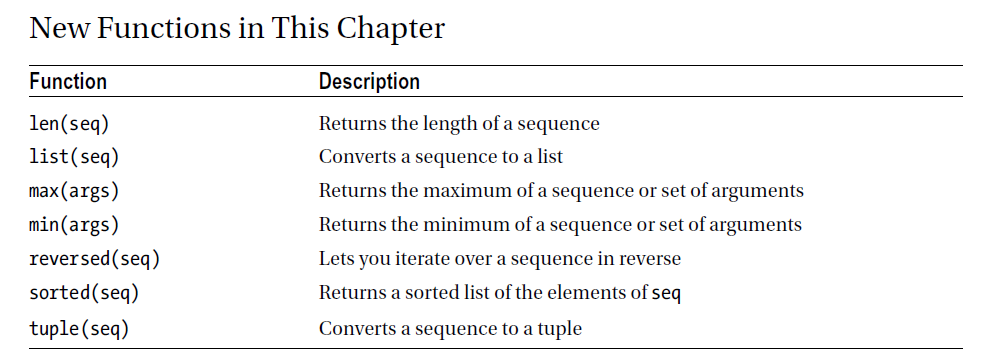 New Functions in This Chapter
Function Description
len(seq) Returns the length of a sequence
list(seq) Converts a sequence to a list
max(args) Returns the maximum of a sequence or set of arguments
min(args) Returns the minimum of a sequence or set of arguments
reversed(seq) Lets you iterate over a sequence in reverse
sorted(seq) Returns a sorted list of the elements of seq
tuple(seq) Converts a sequence to a tuple